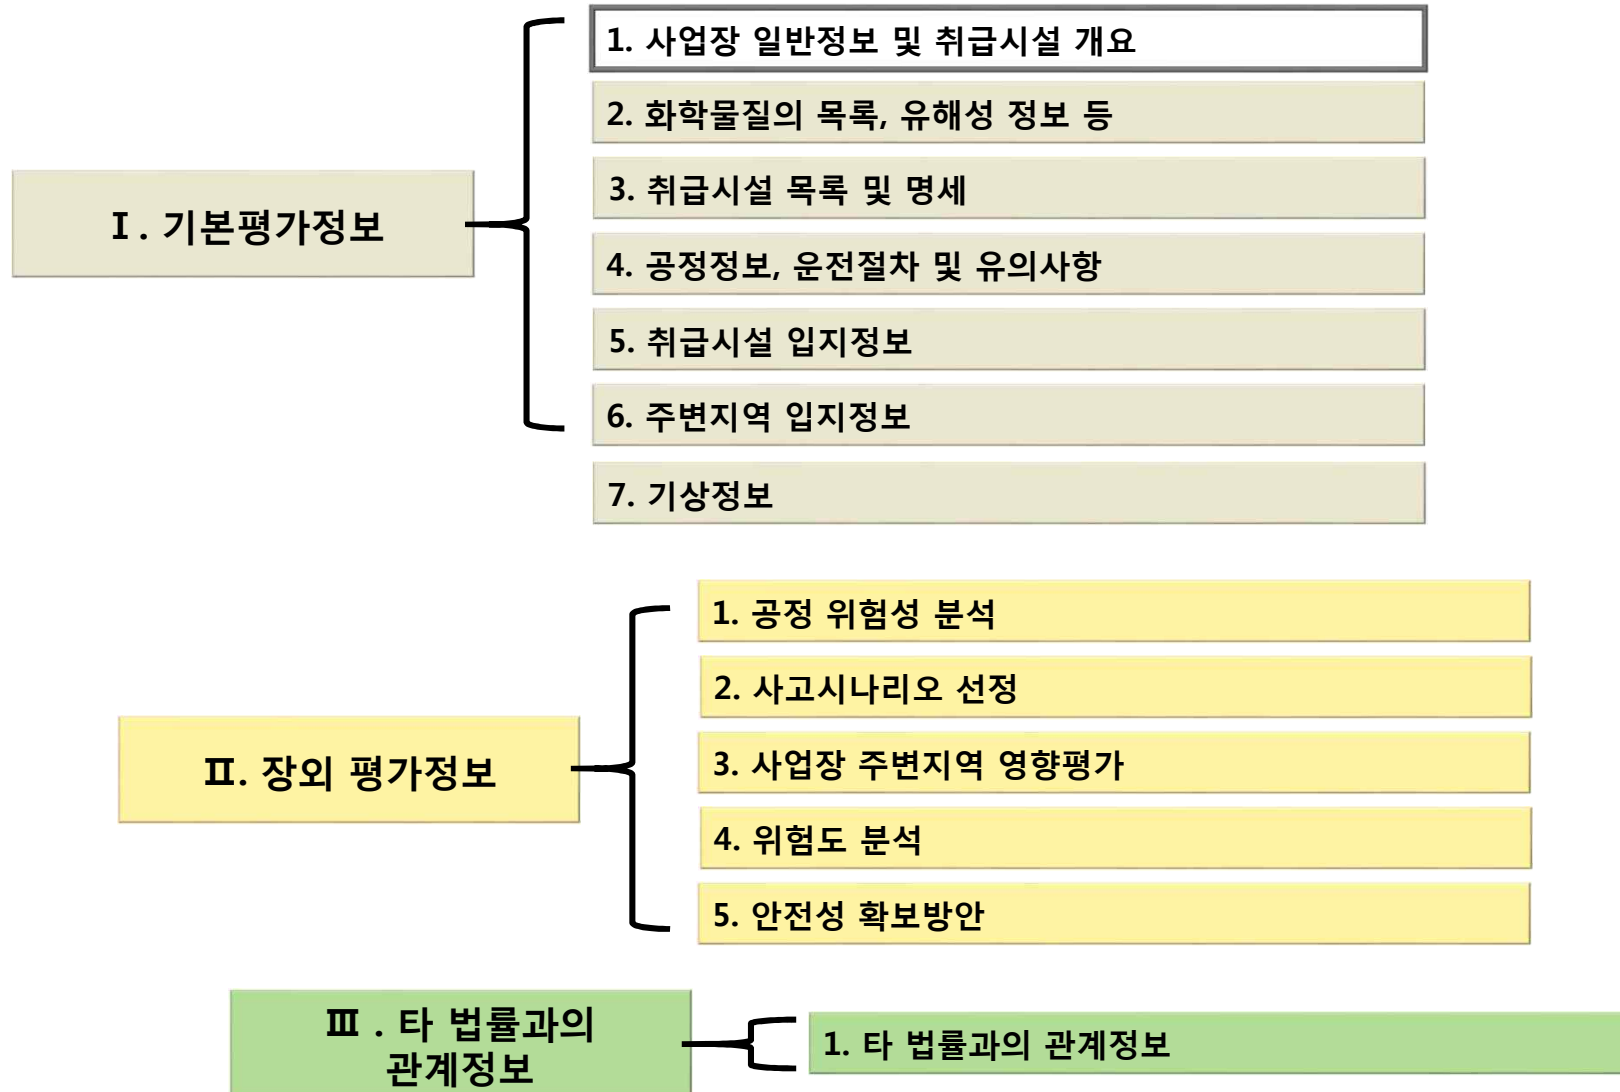 Ⅰ. 기본평가정보
1. 사업장 일반정보 및 취급시설 개요
2. 화학물질의 목록, 유해성 정보 등
3. 취급시설 목록 및 명세
4. 공정정보, 운전절차 및 유의사항
5. 취급시설 입지정보
6. 주변지역 입지정보
7. 기상정보
Ⅱ. 장외 평가정보
1. 공정 위험성 분석
2. 사고시나리오 선정
3. 사업장 주변지역 영향평가
4. 위험도 분석
5. 안전성 확보방안
Ⅲ . 타 법률과의
관계정보
1. 타 법률과의 관계정보